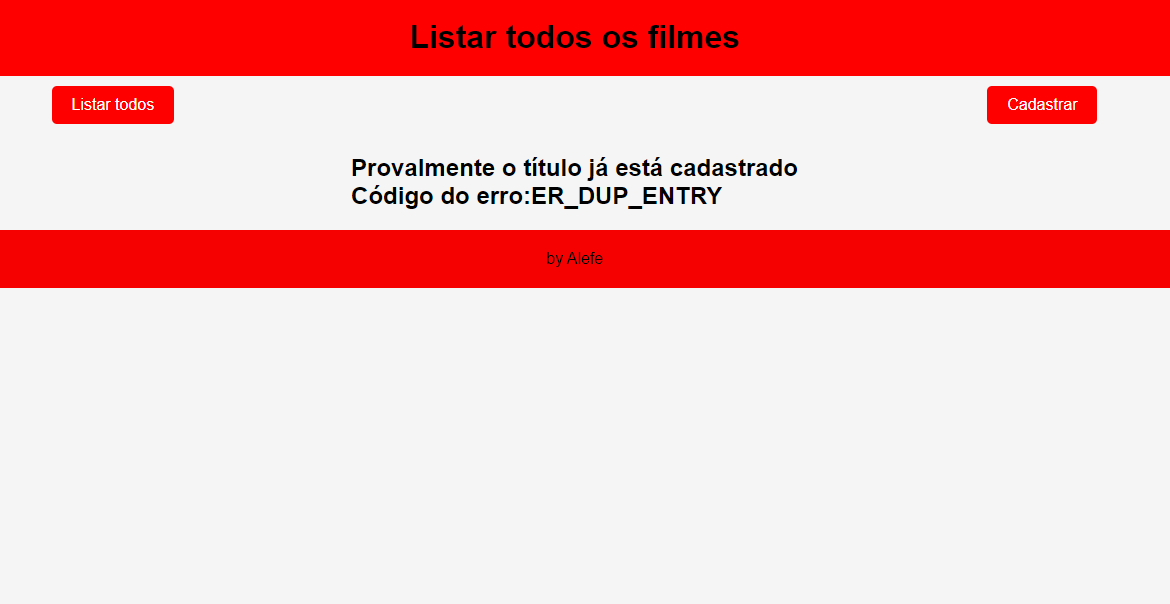 Listar todos os filmes
Listar todos
Cadastrar
Provalmente o título já está cadastrado
Código do erro:ER_DUP_ENTRY
by Alefe